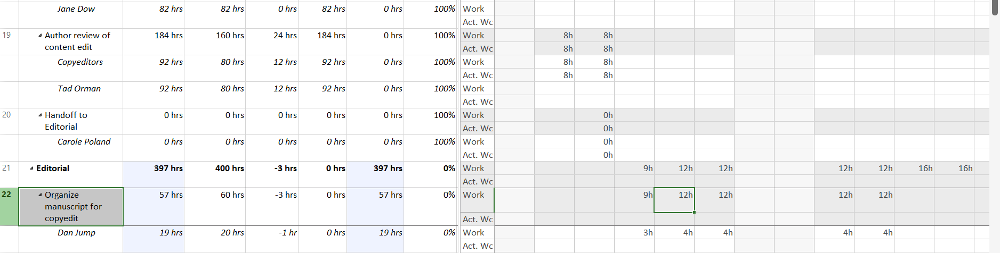 Jane Dow 82 hrs 82 hrs 0 hrs 82 hrs 0 hrs 100% Work
Act. Wc
19 Author review of 184 hrs 160 hrs 24 hrs 184 hrs 0 hrs 100% Work 8h 8h
content edit Act. Wc 8h 8h
Copyeditors 92 hrs 80 hrs 12 hrs 92 hrs 0 hrs 100% Work 8h 8h
Act. Wc 8h 8h
Tad Orman 92 hrs 80 hrs 12 hrs 92 hrs 0 hrs 100% Work
Act. Wc
20 Handoff to 0 hrs 0 hrs 0 hrs 0 hrs 0 hrs 100% Work 0h
Editorial Act. Wc 0h
Carole Poland 0 hrs 0 hrs 0 hrs 0 hrs 0 hrs 100% Work 0h
Act. Wc 0h
21 Editorial 397 hrs 400 hrs -3 hrs 0 hrs 397 hrs 0% Work 9h 12h 12h 12h 12h 16h 16h
Act. Wc
22 Organize 57 hrs 60 hrs -3 hrs 0 hrs 57 hrs 0% Work 9h 12h 12h 12h 12h
manuscript for
copyedit Act. Wc
Dan Jump 19 hrs 20 hrs -1 hr 0 hrs 19 hrs 0% Work 3h 4h 4h 4h 4h
Act. Wc